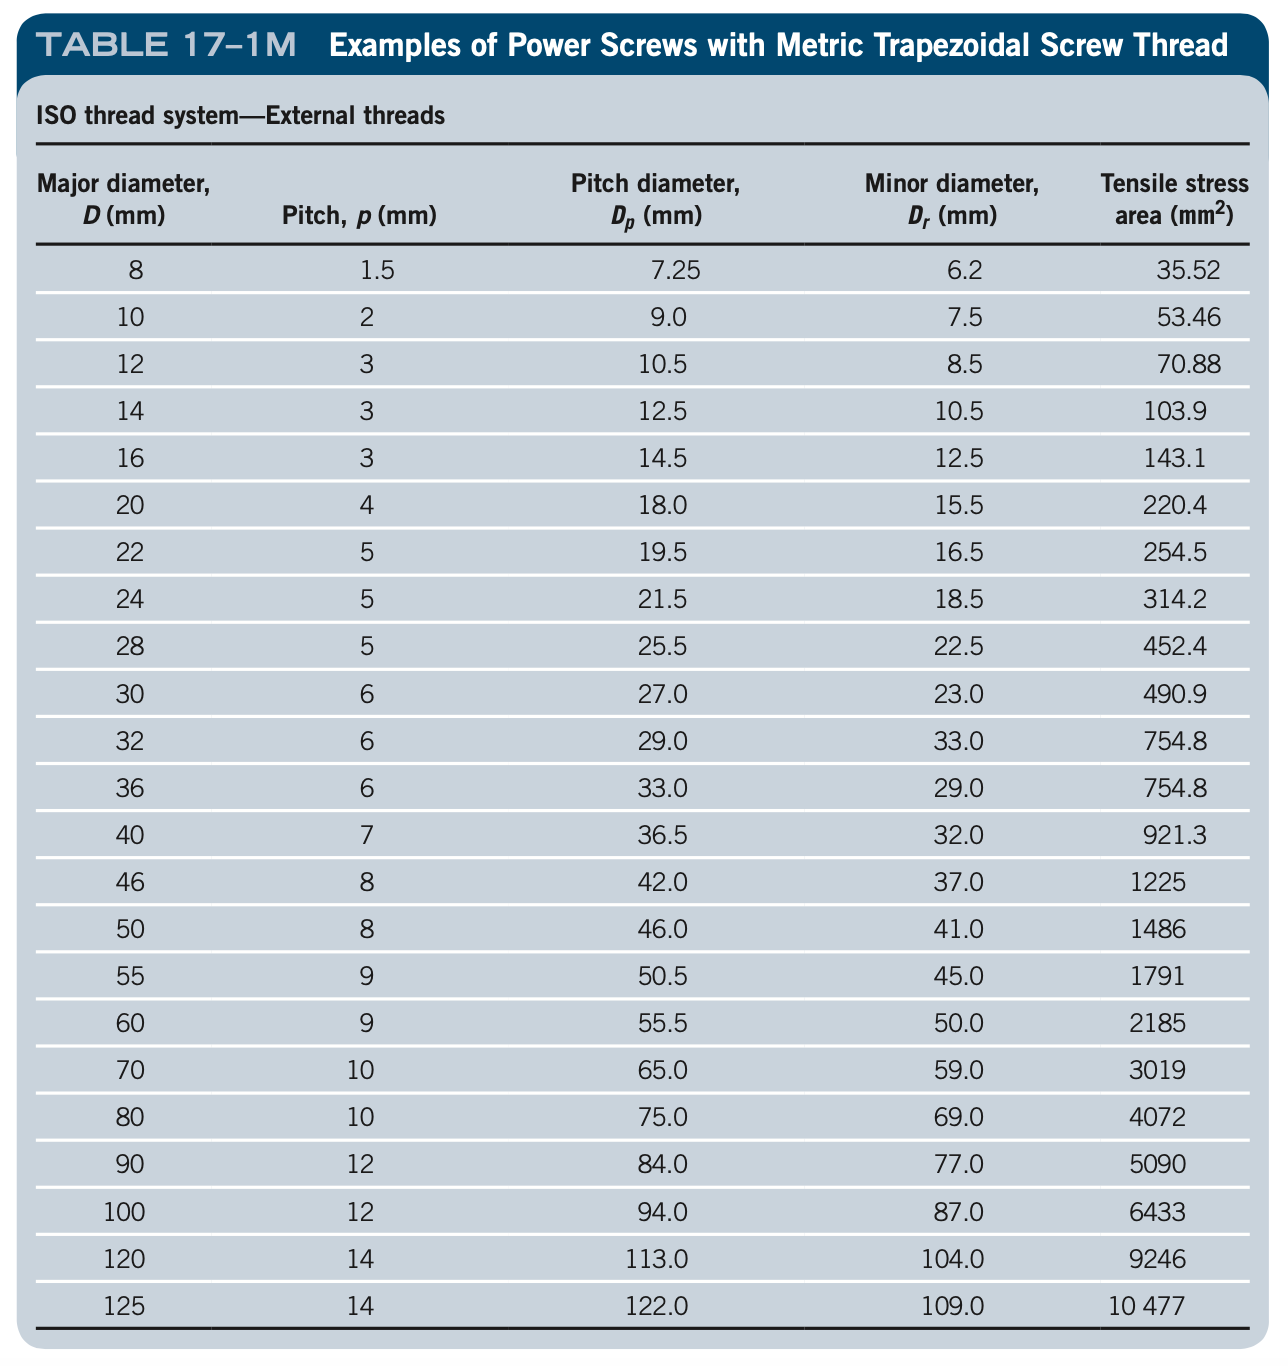 TABLE 17–1M Examples of Power Screws with Metric Trapezoidal Screw Thread
ISO thread system—External threads
Major diameter, D (mm) Pitch, p (mm) Pitch diameter, Dp (mm) Minor diameter, Dr (mm) Tensile stress area (mm²)
8 1.5 7.25 6.2 35.52
10 2 9.0 7.5 53.46
12 3 10.5 8.5 70.88
14 3 12.5 10.5 103.9
16 3 14.5 12.5 143.1
20 4 18.0 15.5 220.4
22 5 19.5 16.5 254.5
24 5 21.5 18.5 314.2
28 5 25.5 22.5 452.4
30 6 27.0 23.0 490.9
32 6 29.0 33.0 754.8
36 6 33.0 29.0 754.8
40 7 36.5 32.0 921.3
46 8 42.0 37.0 1225
50 8 46.0 41.0 1486
55 9 50.5 45.0 1791
60 9 55.5 50.0 2185
70 10 65.0 59.0 3019
80 10 75.0 69.0 4072
90 12 84.0 77.0 5090
100 12 94.0 87.0 6433
120 14 113.0 104.0 9246
125 14 122.0 109.0 10 477